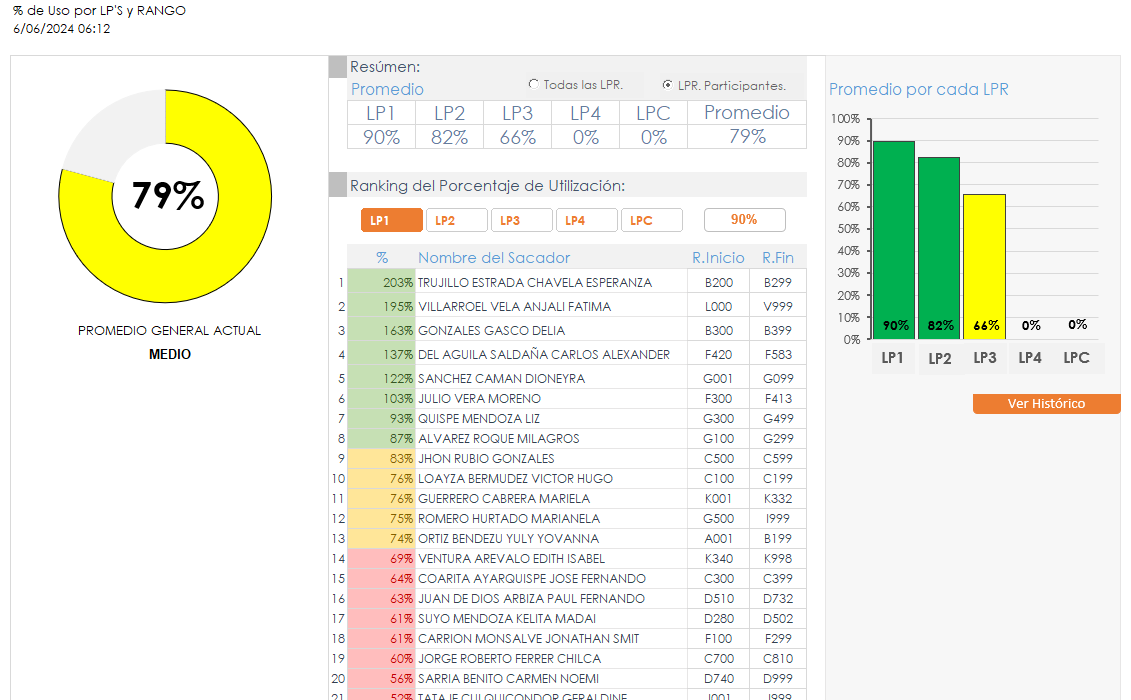 % de Uso por LP'S y RANGO
6/06/2024 06:12
79%
PROMEDIO GENERAL ACTUAL
MEDIO
Resúmen:
Promedio
Todas las LPR. LPR. Participantes.
LP1 LP2 LP3 LP4 LPC Promedio
90% 82% 66% 0% 0% 79%
Ranking del Porcentaje de Utilización:
LP1 LP2 LP3 LP4 LPC 90%
% Nombre del Sacador R.Inicio R.Fin
1 203% TRUJILLO ESTRADA CHAVELA ESPERANZA B200 B299
2 195% VILLARROEL VELA ANJALI FATIMA L000 V999
3 163% GONZALES GASCO DELIA B300 B399
4 137% DEL AGUILA SALDAÑA CARLOS ALEXANDER F420 F583
5 122% SANCHEZ CAMAN DIONEYRA G001 G099
6 103% JULIO VERA MORENO F300 F413
7 93% QUISPE MENDOZA LIZ G300 G499
8 87% ALVAREZ ROQUE MILAGROS G100 G299
9 83% JHON RUBIO GONZALES C500 C599
10 76% LOAYZA BERMUDEZ VICTOR HUGO C100 C199
11 76% GUERRERO CABRERA MARIELA K001 K332
12 75% ROMERO HURTADO MARIANELA G500 I999
13 74% ORTIZ BENDEZU YULY YOVANNA A001 B199
14 69% VENTURA AREVALO EDITH ISABEL K340 K998
15 64% COARITA AYARQUISPE JOSE FERNANDO C300 C399
16 63% JUAN DE DIOS ARBIZA PAUL FERNANDO D510 D732
17 61% SUYO MENDOZA KELITA MADAI D280 D502
18 61% CARRION MONSALVE JONATHAN SMIT F100 F299
19 60% JORGE ROBERTO FERRER CHILCA C700 C810
20 56% SARRIA BENITO CARMEN NOEMI D740 D999
21 52% TATAJE CULQUICONDOR GERALDINE J001 J999
Promedio por cada LPR
100%
90%
80%
70%
60%
50%
40%
30%
20%
10%
0%
90% 82% 66% 0% 0%
LP1 LP2 LP3 LP4 LPC
Ver Histórico